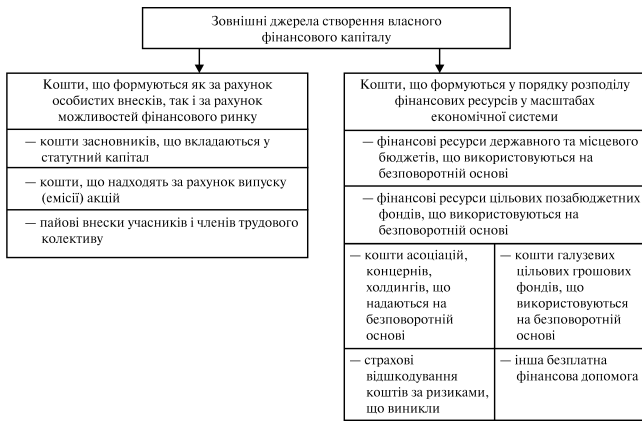 Зовнішні джерела створення власного
фінансового капіталу
Кошти, що формуються як за рахунок
особистих внесків, так і за рахунок
можливостей фінансового ринку
— кошти засновників, що вкладаються у
статутний капітал
— кошти, що надходять за рахунок випуску
(емісії) акцій
— пайові внески учасників і членів трудового
колективу
Кошти, що формуються у порядку розподілу
фінансових ресурсів у масштабах
економічної системи
— фінансові ресурси державного та місцевого
бюджетів, що використовуються на
безповоротній основі
— фінансові ресурси цільових позабюджетних
фондів, що використовуються на
безповоротній основі
— кошти асоціацій,
концернів,
холдингів, що
надаються на
безповоротній
основі
— кошти галузевих
цільових грошових
фондів, що
використовуються
на безповоротній
основі
— страхові
відшкодування
коштів за ризиками,
що виникли
— інша безплатна
фінансова допомога